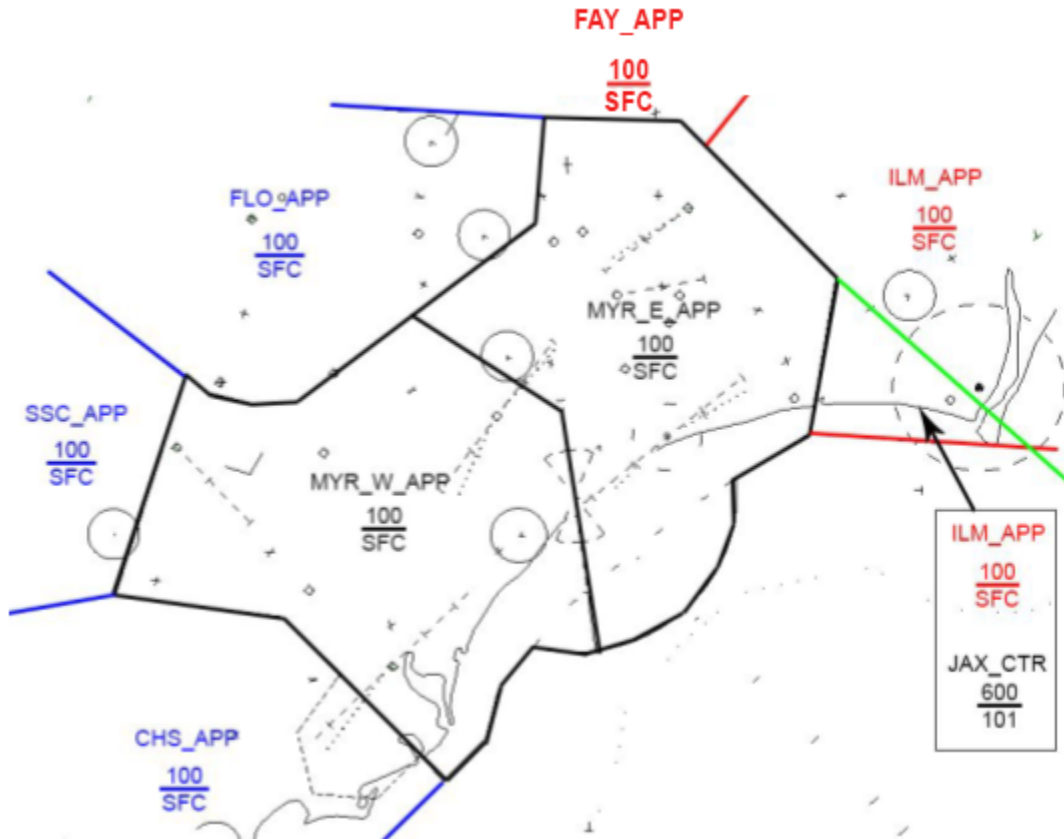 FAY_APP
100
SFC
ILM_APP
100
SFC
FLO_APP
100
SFC
MYR_E_APP
100
SFC
SSC_APP
100
SFC
MYR_W_APP
100
SFC
ILM_APP
100
SFC
JAX_CTR
600
101
CHS_APP
100
SFC